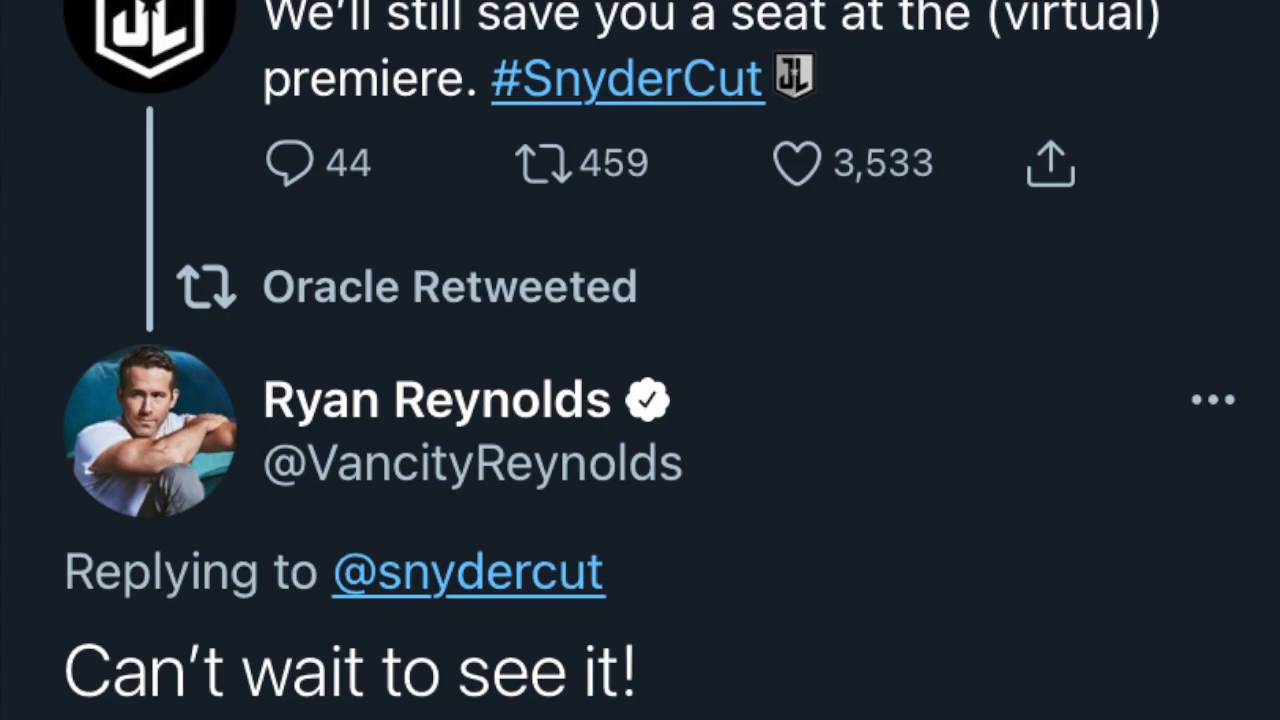 We'll still save you a seat at the (virtual)
premiere. #SnyderCut JL
44 459 3,533
Oracle Retweeted
Ryan Reynolds
@VancityReynolds
Replying to @snydercut
Can't wait to see it!